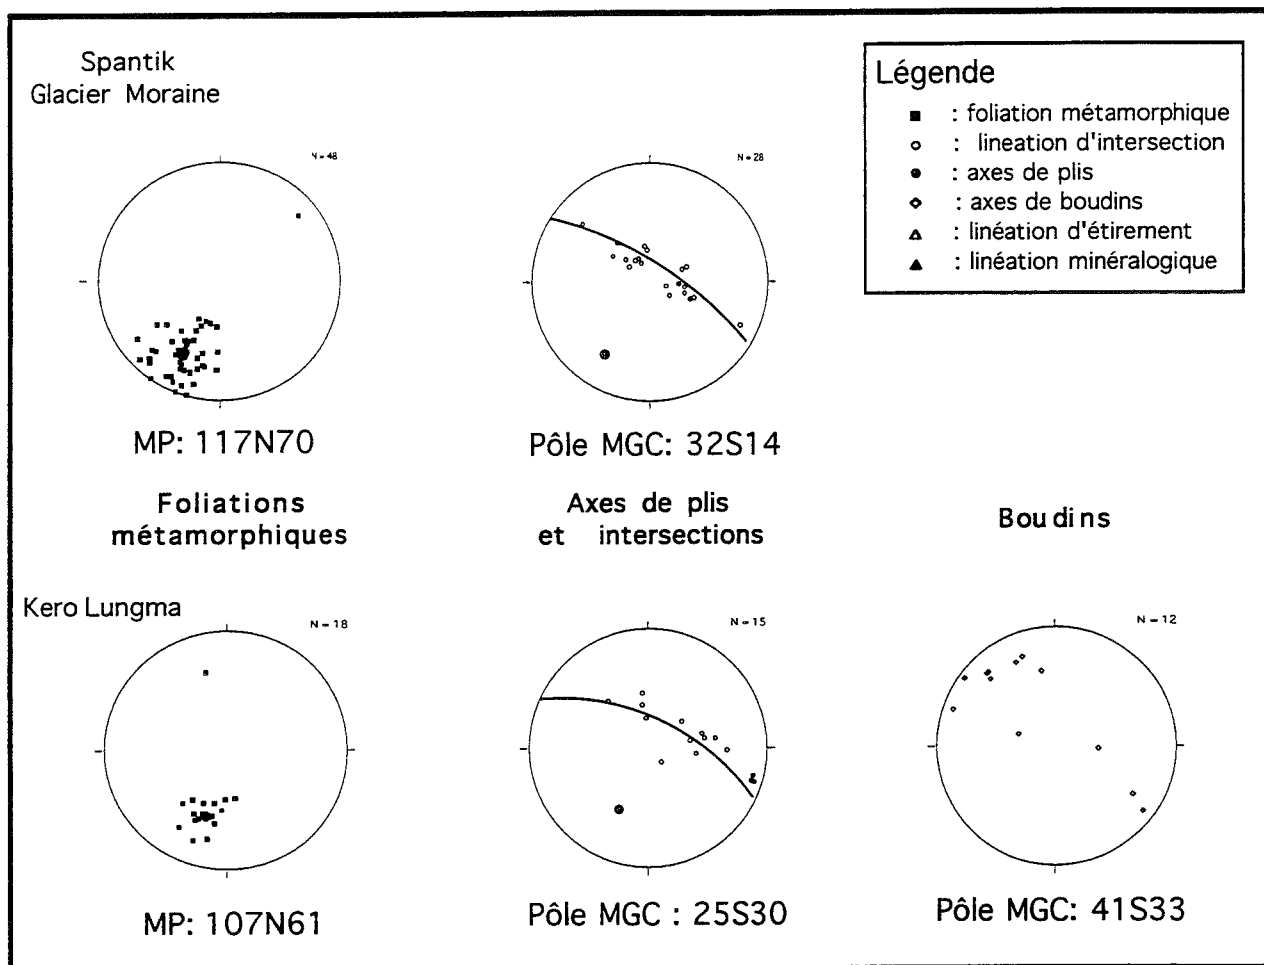 Spantik
Glacier Moraine
Légende
: foliation métamorphique
: lineation d'intersection
: axes de plis
: axes de boudins
: linéation d'étirement
: linéation minéralogique
N = 48
N = 28
MP: 117N70
Pôle MGC: 32S14
Foliations
métamorphiques
Axes de plis
et intersections
Boudins
Kero Lungma
N = 18
N = 15
N = 12
MP: 107N61
Pôle MGC : 25S30
Pôle MGC: 41S33